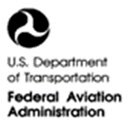 U.S. Department
of Transportation
Federal Aviation
Administration